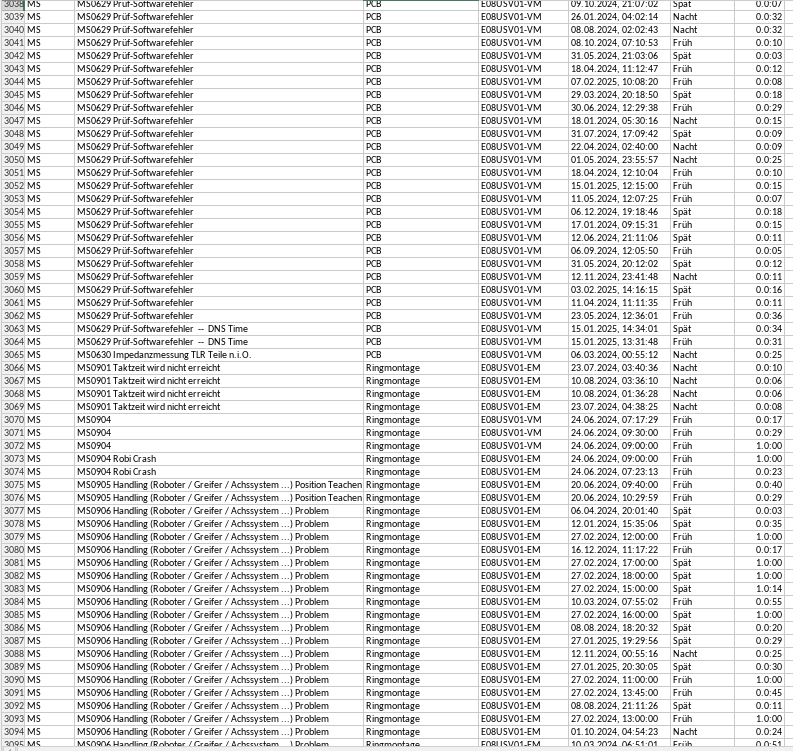 3038 MS MS0629 Prüf-Softwarefehler PCB E08USV01-VM 09.10.2024, 21:07:02 Spät 0.0:07
3039 MS MS0629 Prüf-Softwarefehler PCB E08USV01-VM 26.01.2024, 04:02:14 Nacht 0.0:32
3040 MS MS0629 Prüf-Softwarefehler PCB E08USV01-VM 08.08.2024, 02:02:43 Nacht 0.0:32
3041 MS MS0629 Prüf-Softwarefehler PCB E08USV01-VM 08.10.2024, 07:10:53 Früh 0.0:10
3042 MS MS0629 Prüf-Softwarefehler PCB E08USV01-VM 31.05.2024, 21:03:06 Spät 0.0:03
3043 MS MS0629 Prüf-Softwarefehler PCB E08USV01-VM 18.04.2024, 11:12:47 Früh 0.0:12
3044 MS MS0629 Prüf-Softwarefehler PCB E08USV01-VM 07.02.2025, 10:08:20 Früh 0.0:08
3045 MS MS0629 Prüf-Softwarefehler PCB E08USV01-VM 29.03.2024, 20:18:50 Spät 0.0:18
3046 MS MS0629 Prüf-Softwarefehler PCB E08USV01-VM 30.06.2024, 12:29:38 Früh 0.0:29
3047 MS MS0629 Prüf-Softwarefehler PCB E08USV01-VM 18.01.2024, 05:30:16 Nacht 0.0:15
3048 MS MS0629 Prüf-Softwarefehler PCB E08USV01-VM 31.07.2024, 17:09:42 Spät 0.0:09
3049 MS MS0629 Prüf-Softwarefehler PCB E08USV01-VM 22.04.2024, 02:40:00 Nacht 0.0:09
3050 MS MS0629 Prüf-Softwarefehler PCB E08USV01-VM 01.05.2024, 23:55:57 Nacht 0.0:25
3051 MS MS0629 Prüf-Softwarefehler PCB E08USV01-VM 18.04.2024, 12:10:04 Früh 0.0:10
3052 MS MS0629 Prüf-Softwarefehler PCB E08USV01-VM 15.01.2025, 12:15:00 Früh 0.0:15
3053 MS MS0629 Prüf-Softwarefehler PCB E08USV01-VM 11.05.2024, 12:07:25 Früh 0.0:07
3054 MS MS0629 Prüf-Softwarefehler PCB E08USV01-VM 06.12.2024, 19:18:46 Spät 0.0:18
3055 MS MS0629 Prüf-Softwarefehler PCB E08USV01-VM 17.01.2024, 09:15:31 Früh 0.0:15
3056 MS MS0629 Prüf-Softwarefehler PCB E08USV01-VM 12.06.2024, 21:11:06 Spät 0.0:11
3057 MS MS0629 Prüf-Softwarefehler PCB E08USV01-VM 06.09.2024, 12:05:50 Früh 0.0:05
3058 MS MS0629 Prüf-Softwarefehler PCB E08USV01-VM 31.05.2024, 20:12:02 Spät 0.0:12
3059 MS MS0629 Prüf-Softwarefehler PCB E08USV01-VM 12.11.2024, 23:41:48 Nacht 0.0:11
3060 MS MS0629 Prüf-Softwarefehler PCB E08USV01-VM 03.02.2025, 14:16:15 Spät 0.0:16
3061 MS MS0629 Prüf-Softwarefehler PCB E08USV01-VM 11.04.2024, 11:11:35 Früh 0.0:11
3062 MS MS0629 Prüf-Softwarefehler PCB E08USV01-VM 23.05.2024, 12:36:01 Früh 0.0:36
3063 MS MS0629 Prüf-Softwarefehler -- DNS Time PCB E08USV01-VM 15.01.2025, 14:34:01 Spät 0.0:34
3064 MS MS0629 Prüf-Softwarefehler -- DNS Time PCB E08USV01-VM 15.01.2025, 13:31:48 Früh 0.0:31
3065 MS MS0630 Impedanzmessung TLR Teile n.i.O. PCB E08USV01-VM 06.03.2024, 00:55:12 Nacht 0.0:25
3066 MS MS0901 Taktzeit wird nicht erreicht Ringmontage E08USV01-EM 23.07.2024, 03:40:36 Nacht 0.0:10
3067 MS MS0901 Taktzeit wird nicht erreicht Ringmontage E08USV01-EM 10.08.2024, 03:36:10 Nacht 0.0:06
3068 MS MS0901 Taktzeit wird nicht erreicht Ringmontage E08USV01-EM 10.08.2024, 01:36:28 Nacht 0.0:06
3069 MS MS0901 Taktzeit wird nicht erreicht Ringmontage E08USV01-EM 23.07.2024, 04:38:25 Nacht 0.0:08
3070 MS MS0904 Ringmontage E08USV01-VM 24.06.2024, 07:17:29 Früh 0.0:17
3071 MS MS0904 Ringmontage E08USV01-VM 24.06.2024, 09:30:00 Früh 0.0:29
3072 MS MS0904 Ringmontage E08USV01-VM 24.06.2024, 09:00:00 Früh 1.0:00
3073 MS MS0904 Robi Crash Ringmontage E08USV01-EM 24.06.2024, 09:00:00 Früh 1.0:00
3074 MS MS0904 Robi Crash Ringmontage E08USV01-EM 24.06.2024, 07:23:13 Früh 0.0:23
3075 MS MS0905 Handling (Roboter / Greifer / Achssystem ...) Position Teachen Ringmontage E08USV01-EM 20.06.2024, 09:40:00 Früh 0:40
3076 MS MS0905 Handling (Roboter / Greifer / Achssystem ...) Position Teachen Ringmontage E08USV01-EM 20.06.2024, 10:29:59 Früh 0.0:29
3077 MS MS0906 Handling (Roboter / Greifer / Achssystem ...) Problem Ringmontage E08USV01-EM 06.04.2024, 20:01:40 Spät 0.0:03
3078 MS MS0906 Handling (Roboter / Greifer / Achssystem ...) Problem Ringmontage E08USV01-EM 12.01.2024, 15:35:06 Spät 0.0:35
3079 MS MS0906 Handling (Roboter / Greifer / Achssystem ...) Problem Ringmontage E08USV01-EM 27.02.2024, 12:00:00 Früh 1.0:00
3080 MS MS0906 Handling (Roboter / Greifer / Achssystem ...) Problem Ringmontage E08USV01-EM 16.12.2024, 11:17:22 Früh 0.0:17
3081 MS MS0906 Handling (Roboter / Greifer / Achssystem ...) Problem Ringmontage E08USV01-EM 27.02.2024, 17:00:00 Spät 1.0:00
3082 MS MS0906 Handling (Roboter / Greifer / Achssystem ...) Problem Ringmontage E08USV01-EM 27.02.2024, 18:00:00 Spät 1.0:00
3083 MS MS0906 Handling (Roboter / Greifer / Achssystem ...) Problem Ringmontage E08USV01-EM 27.02.2024, 15:00:00 Spät 1.0:14
3084 MS MS0906 Handling (Roboter / Greifer / Achssystem ...) Problem Ringmontage E08USV01-EM 10.03.2024, 07:55:02 Früh 0.0:55
3085 MS MS0906 Handling (Roboter / Greifer / Achssystem ...) Problem Ringmontage E08USV01-EM 27.02.2024, 16:00:00 Spät 1.0:00
3086 MS MS0906 Handling (Roboter / Greifer / Achssystem ...) Problem Ringmontage E08USV01-EM 08.08.2024, 18:20:32 Spät 0.0:20
3087 MS MS0906 Handling (Roboter / Greifer / Achssystem ...) Problem Ringmontage E08USV01-EM 27.01.2025, 19:29:56 Spät 0.0:29
3088 MS MS0906 Handling (Roboter / Greifer / Achssystem ...) Problem Ringmontage E08USV01-EM 12.11.2024, 00:55:16 Nacht 0.0:25
3089 MS MS0906 Handling (Roboter / Greifer / Achssystem ...) Problem Ringmontage E08USV01-EM 27.01.2025, 20:30:05 Spät 0.0:30
3090 MS MS0906 Handling (Roboter / Greifer / Achssystem ...) Problem Ringmontage E08USV01-EM 27.02.2024, 11:00:00 Früh 1.0:00
3091 MS MS0906 Handling (Roboter / Greifer / Achssystem ...) Problem Ringmontage E08USV01-EM 27.02.2024, 13:45:00 Früh 0.0:45
3092 MS MS0906 Handling (Roboter / Greifer / Achssystem ...) Problem Ringmontage E08USV01-EM 08.08.2024, 21:11:26 Spät 0.0:11
3093 MS MS0906 Handling (Roboter / Greifer / Achssystem ...) Problem Ringmontage E08USV01-EM 27.02.2024, 13:00:00 Früh 1.0:00
3094 MS MS0906 Handling (Roboter / Greifer / Achssystem ...) Problem Ringmontage E08USV01-EM 01.10.2024, 04:54:23 Nacht 0.0:24
3095 MS MS0906 Handling (Roboter / Greifer / Achssystem ...) Problem Ringmontage E08USV01-EM 10.03.2024, 06:51:01 Früh 0.0:51